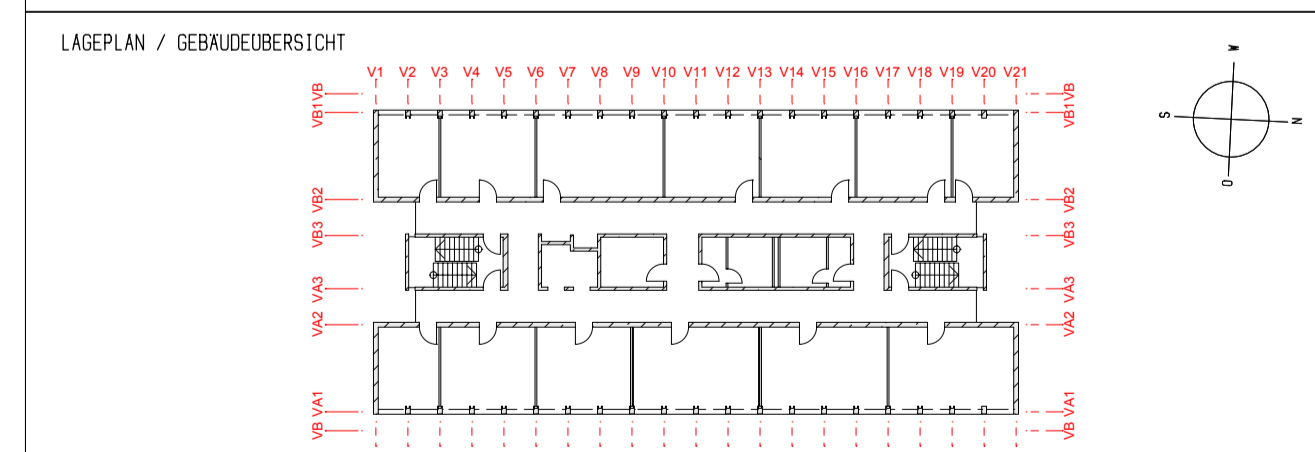 LAGEPLAN / GEBÄUDEÜBERSICHT
V1 V2 V3 V4 V5 V6 V7 V8 V9 V10 V11 V12 V13 V14 V15 V16 V17 V18 V19 V20 V21
VB VB
VB1 VB1
VB2 VB2
VB3 VB3
VA3 VA3
VA2 VA2
VA1 VA1
VB VB
W
S N
O